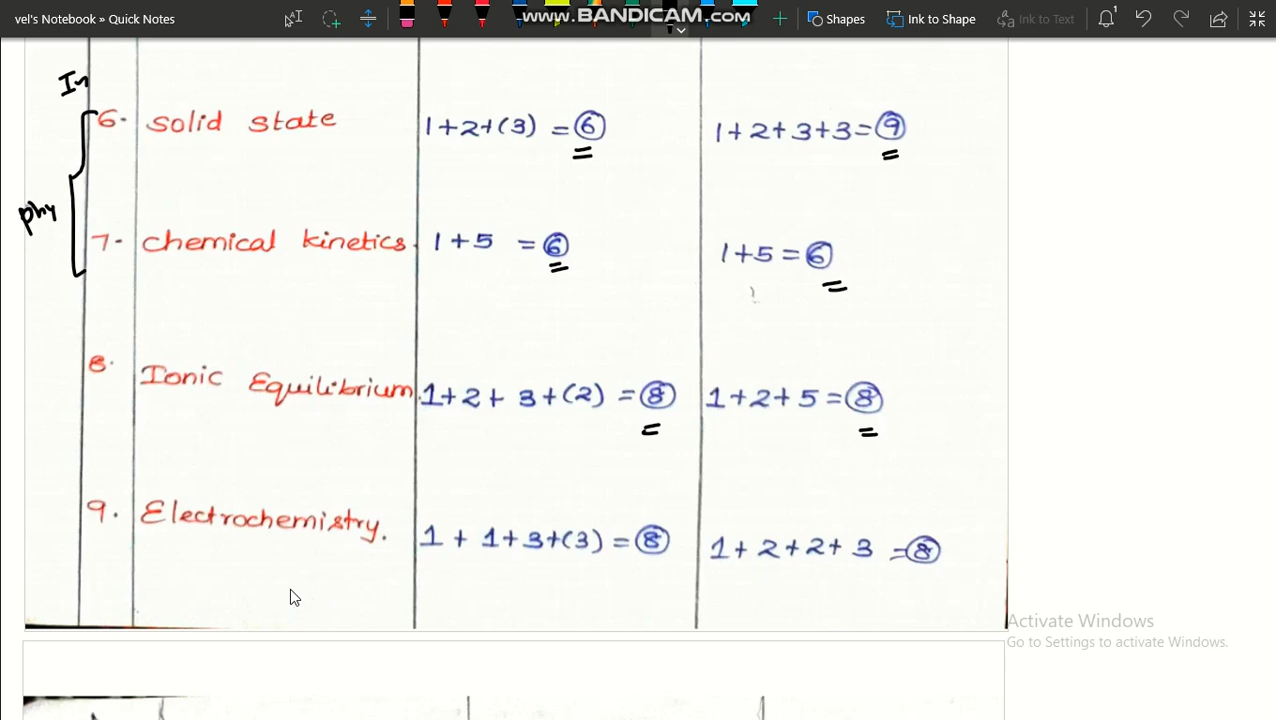 vel's Notebook » Quick Notes
www.BANDICAM.com
Shapes
Ink to Shape
Ink to Text
1
In
phy
6. solid state 1+2+(3) = 6 1+2+3+3=9
7. chemical kinetics. 1+5 = 6 1+5=6
8. Ionic Equilibrium. 1+2+ 3+(2) = 8 1+2+5=8
9. Electrochemistry. 1 + 1+3+(3) = 8 1+2+2+ 3 =8
Activate Windows
Go to Settings to activate Windows.